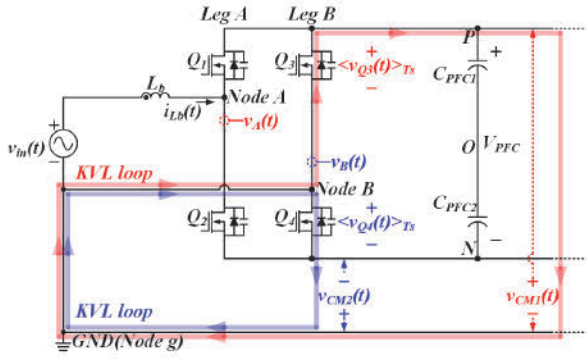 Leg A Leg B
P
Q1 Q3 <vQ3(t)>Ts CPFC1
Lb
iLb(t) Node A
vA(t)
vin(t) O VPFC
KVL loop vB(t)
Node B
Q2 Q4 <vQ4(t)>Ts CPFC2
N
vCM2(t) vCM1(t)
KVL loop
GND(Node g)